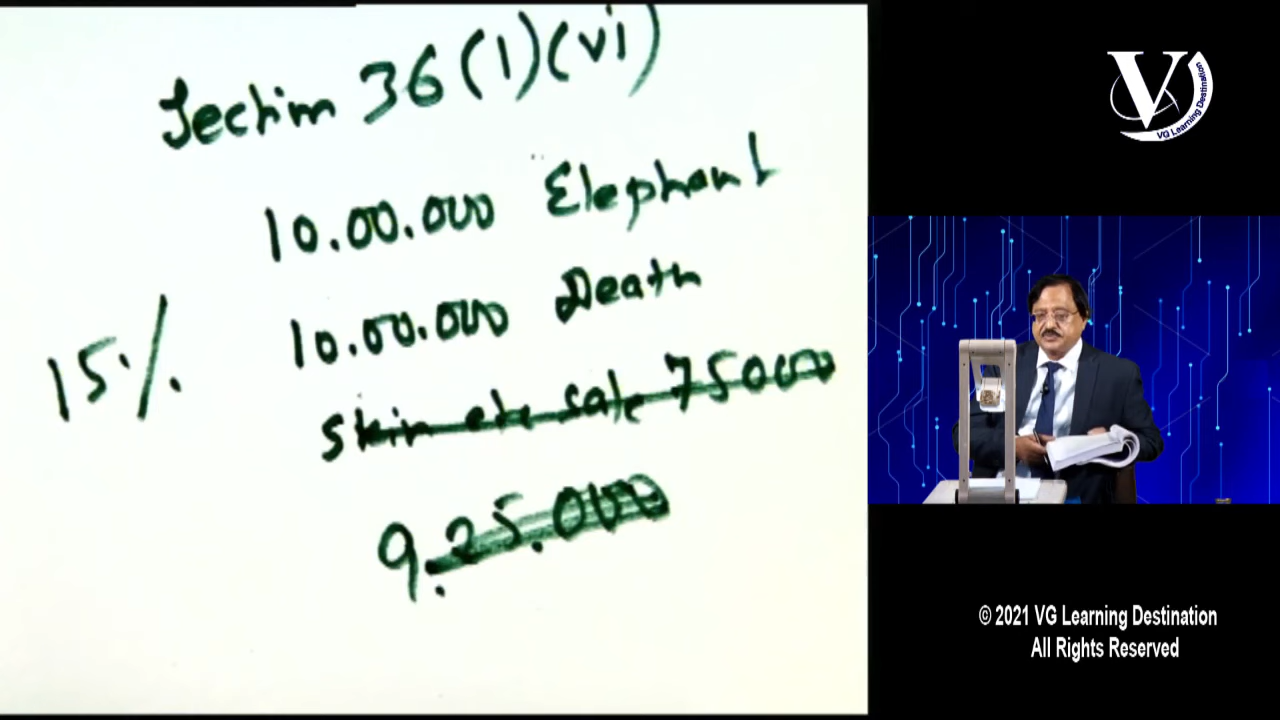 Section 36(1)(vi)
10.00.000 Elephant
10.00.000 Death
15%
Skin etc sale 75000
9.25.000
V
VG Learning Destination
© 2021 VG Learning Destination
All Rights Reserved